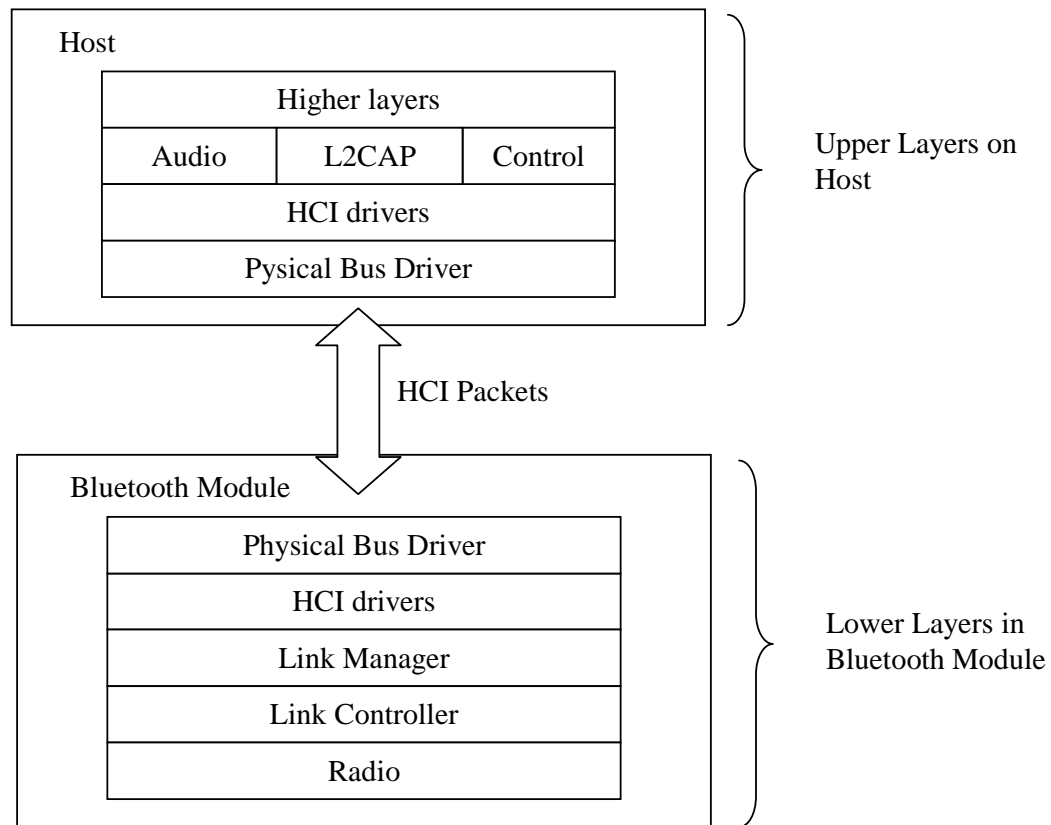 Host
Higher layers
Audio
L2CAP
Control
HCI drivers
Pysical Bus Driver
Upper Layers on
Host
HCI Packets
Bluetooth Module
Physical Bus Driver
HCI drivers
Link Manager
Link Controller
Radio
Lower Layers in
Bluetooth Module